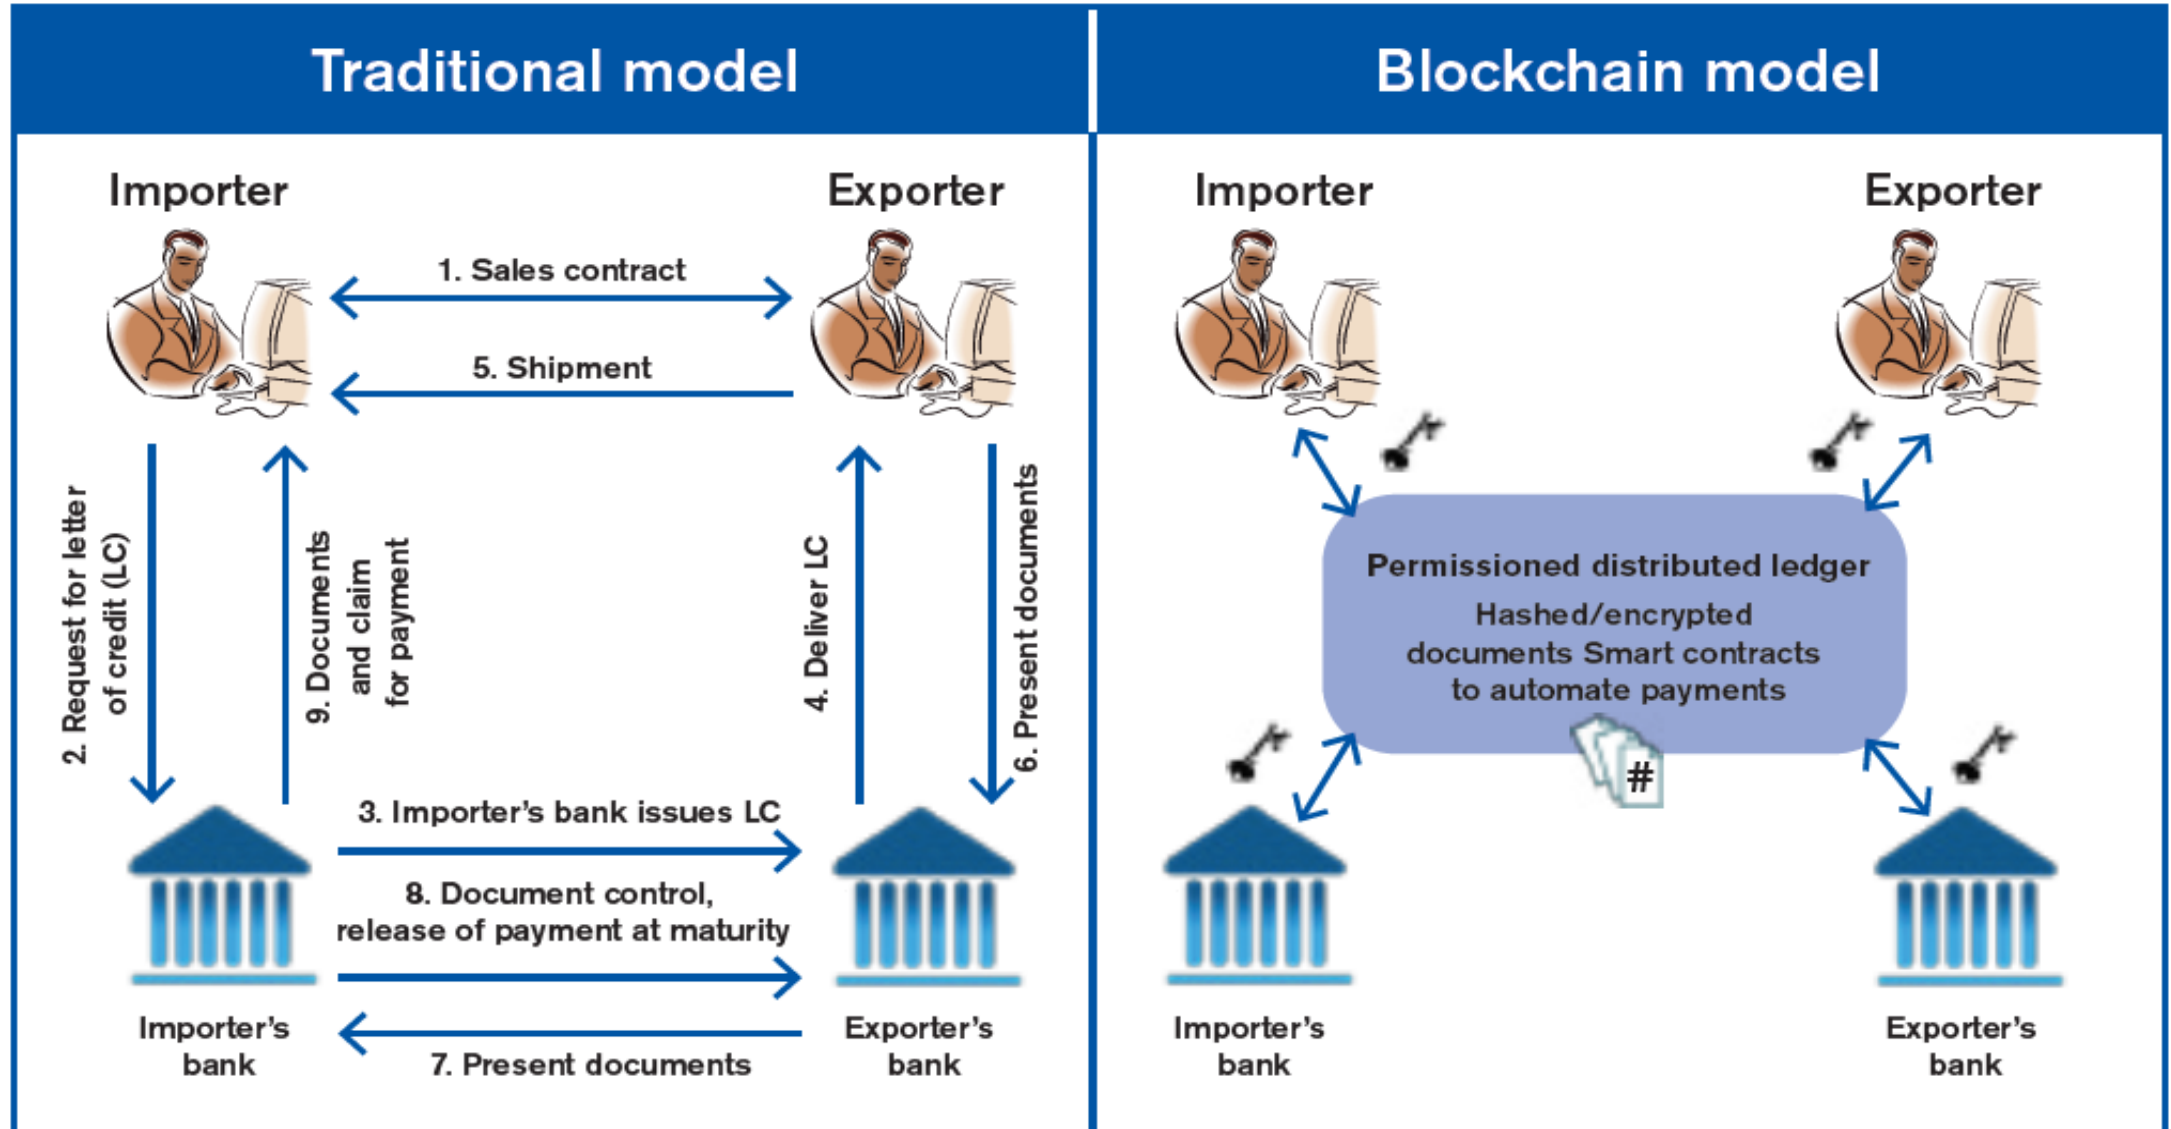 Traditional model
Blockchain model
Importer
Exporter
1. Sales contract
5. Shipment
2. Request for letter
of credit (LC)
9. Documents
and claim
for payment
4. Deliver LC
6. Present documents
3. Importer's bank issues LC
8. Document control,
release of payment at maturity
7. Present documents
Importer's
bank
Exporter's
bank
Importer
Exporter
Permissioned distributed ledger
Hashed/encrypted
documents Smart contracts
to automate payments
#
Importer's
bank
Exporter's
bank